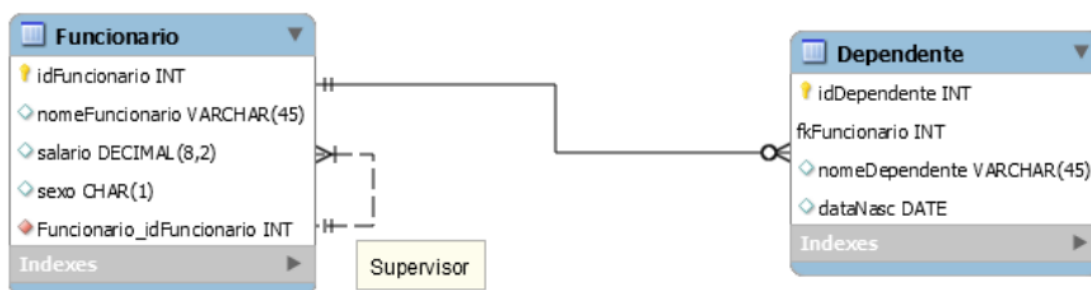 Funcionario
idFuncionario INT
nomeFuncionario VARCHAR(45)
salario DECIMAL(8,2)
sexo CHAR(1)
Funcionario_idFuncionario INT
Indexes
Supervisor
Dependente
idDependente INT
fkFuncionario INT
nomeDependente VARCHAR(45)
dataNasc DATE
Indexes